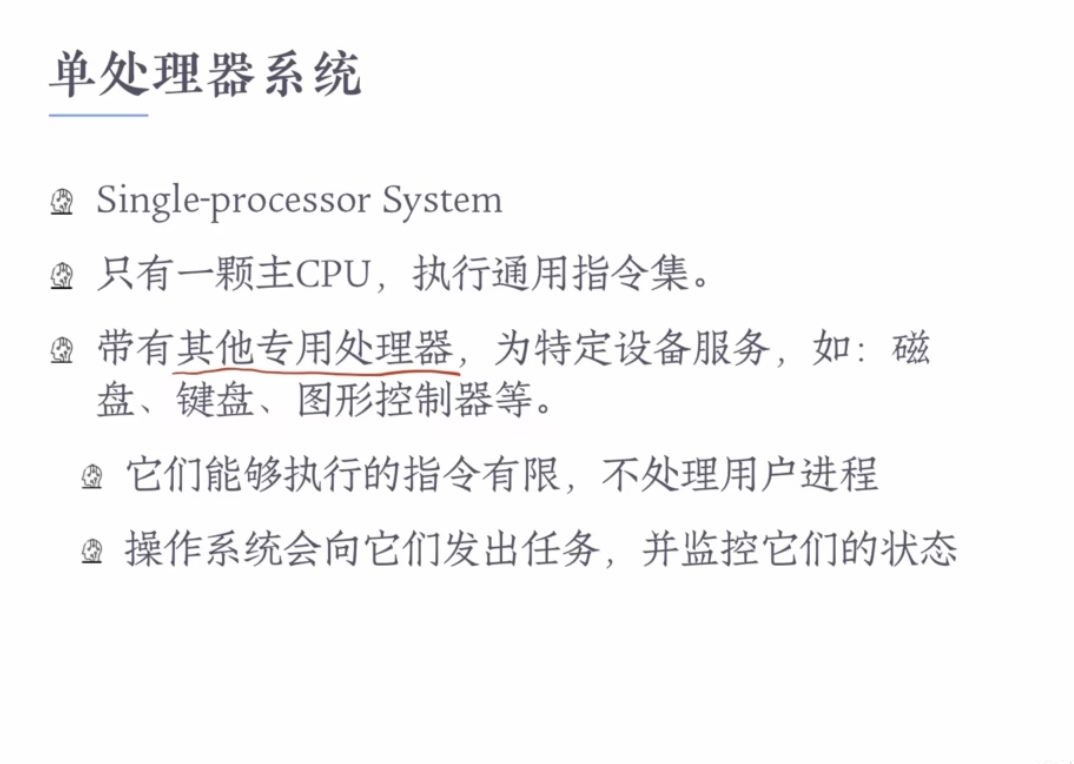 单处理器系统
Single-processor System
只有一颗主CPU，执行通用指令集。
带有其他专用处理器，为特定设备服务，如：磁
盘、键盘、图形控制器等。
它们能够执行的指令有限，不处理用户进程
操作系统会向它们发出任务，并监控它们的状态